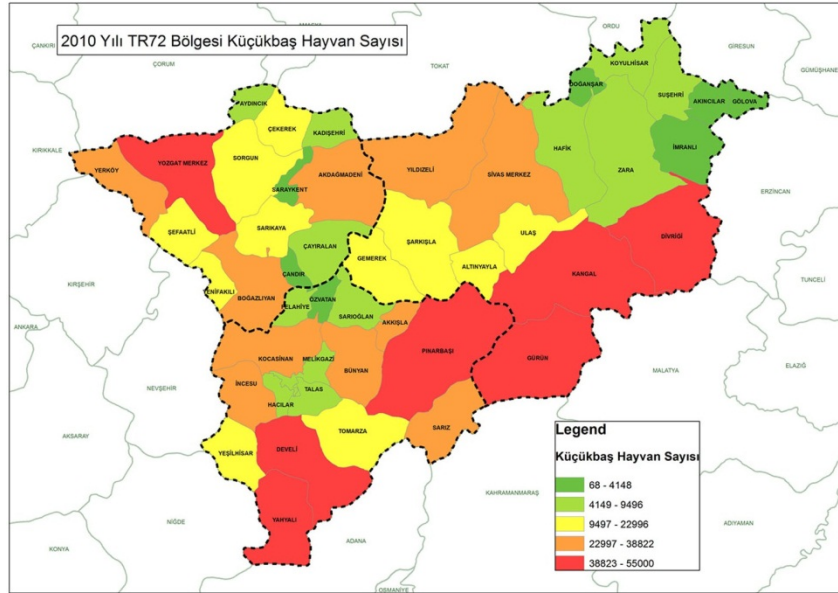 2010 Yılı TR72 Bölgesi Küçükbaş Hayvan Sayısı
ÇANKIRI
ÇORUM
TOKAT
ORDU
GİRESUN
GÜMÜŞHANE
KOYULHİSAR
DOĞANŞAR
SUŞEHRİ
AKINCILAR
GÖLOVA
AYDINCIK
ÇEKEREK
KADIŞEHRİ
KIRIKKALE
YERKÖY
YOZGAT MERKEZ
SORGUN
SARAYKENT
AKDAĞMADENİ
YILDIZELİ
SİVAS MERKEZ
HAFİK
ZARA
İMRANLI
ERZİNCAN
ŞEFAATLİ
SARIKAYA
ÇAYIRALAN
GEMEREK
ŞARKIŞLA
ULAŞ
ALTINYAYLA
DİVRİĞİ
KANGAL
TUNCELİ
KIRŞEHİR
YENİFAKILI
BOĞAZLIYAN
ÇANDIR
FELAHİYE
ÖZVATAN
SARIOĞLAN
AKKIŞLA
ANKARA
KOCASİNAN
MELİKGAZİ
BÜNYAN
PINARBAŞI
GÜRÜN
MALATYA
ELAZIĞ
NEVŞEHİR
İNCESU
HACILAR
TALAS
AKSARAY
YEŞİLHİSAR
DEVELİ
TOMARZA
SARIZ
KAHRAMANMARAŞ
NİĞDE
YAHYALI
ADANA
KONYA
OSMANİYE
ADIYAMAN
Legend
Küçükbaş Hayvan Sayısı
68 - 4148
4149 - 9496
9497 - 22996
22997 - 38822
38823 - 55000